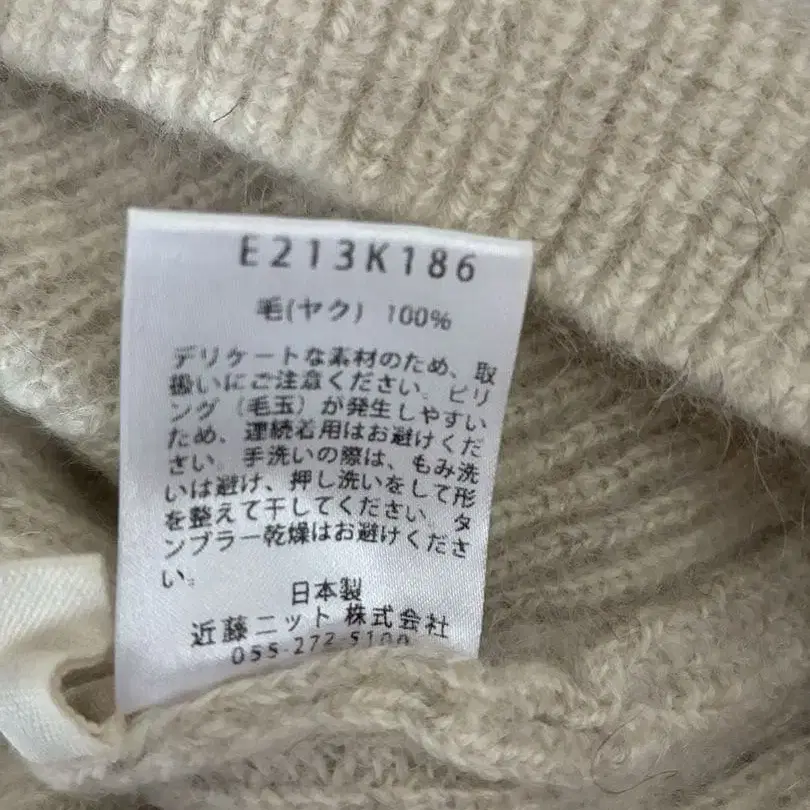 E213K186
毛(ヤク) 100%
デリケートな素材のため、取
扱いにご注意ください。ピリ
ング（毛玉）が発生しやすい
ため、連続着用はお避けくだ
さい。手洗いの際は、もみ洗
いは避け、押し洗いをして形
を整えて干してください。タ
ンブラー乾燥はお避けくださ
い。
日本製
近藤ニット 株式会社
055-272-5100